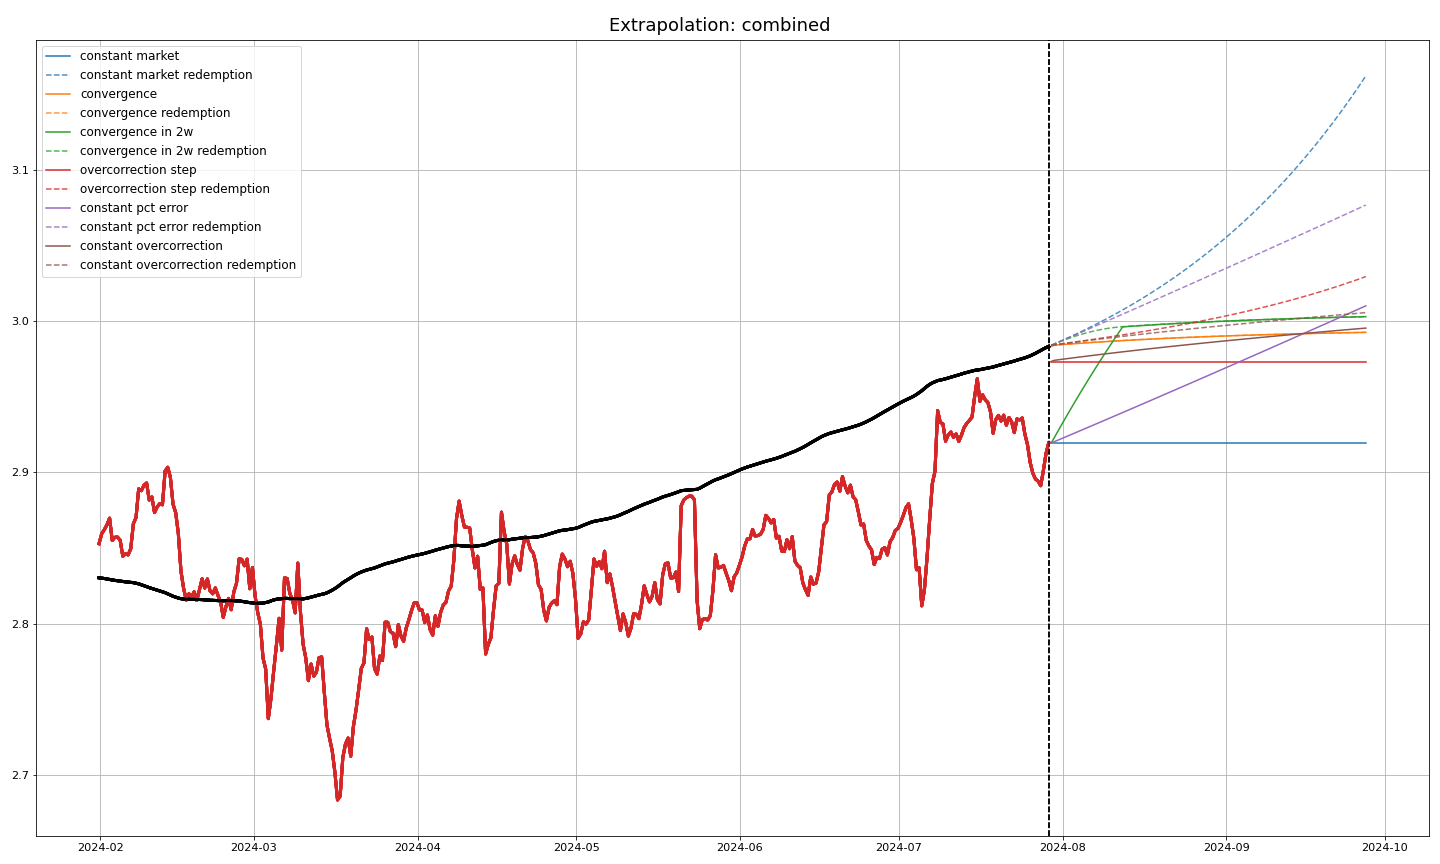 Extrapolation: combined
constant market
constant market redemption
convergence
convergence redemption
convergence in 2w
convergence in 2w redemption
overcorrection step
overcorrection step redemption
constant pct error
constant pct error redemption
constant overcorrection
constant overcorrection redemption
3.1
3.0
2.9
2.8
2.7
2024-02 2024-03 2024-04 2024-05 2024-06 2024-07 2024-08 2024-09 2024-10